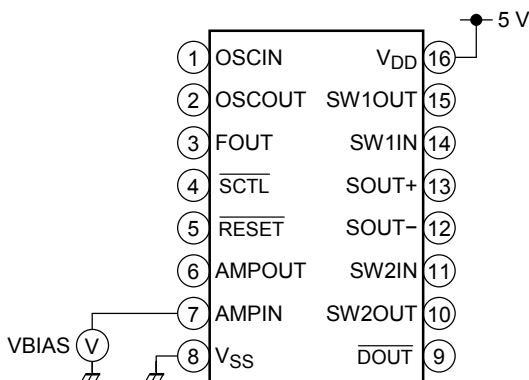 5 V
1 OSCIN VDD 16
2 OSCOUT SW1OUT 15
3 FOUT SW1IN 14
4 SCTL SOUT+ 13
5 RESET SOUT− 12
6 AMPOUT SW2IN 11
7 AMPIN SW2OUT 10
VBIAS V
8 VSS DOUT 9